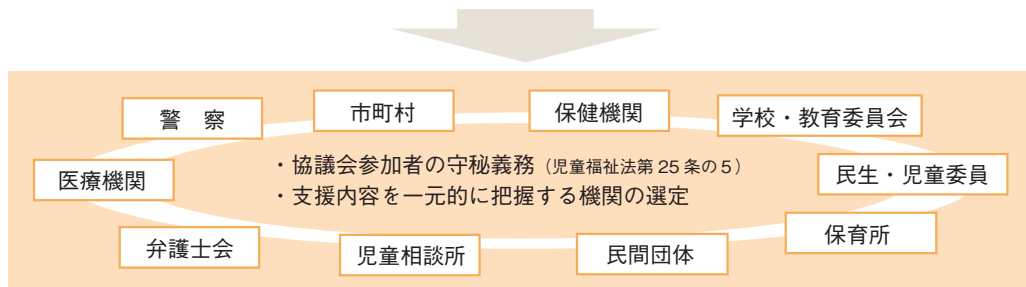 警　察
市町村
保健機関
学校・教育委員会
医療機関
・協議会参加者の守秘義務（児童福祉法第 25 条の５）
・支援内容を一元的に把握する機関の選定
民生・児童委員
弁護士会
児童相談所
民間団体
保育所